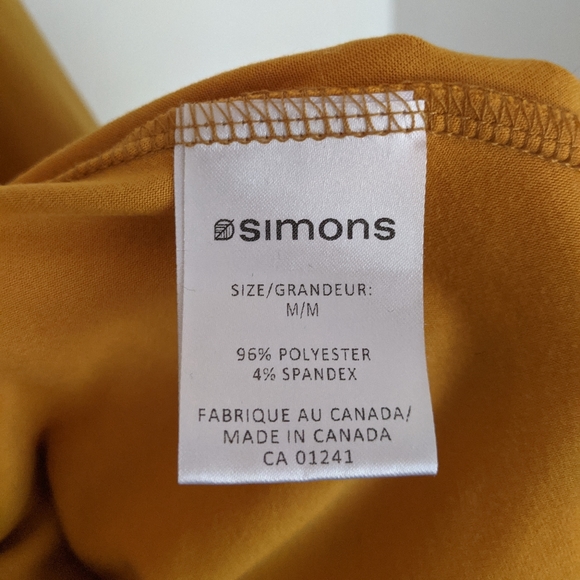 simons
SIZE/GRANDEUR:
M/M
96% POLYESTER
4% SPANDEX
FABRIQUE AU CANADA/
MADE IN CANADA
CA 01241